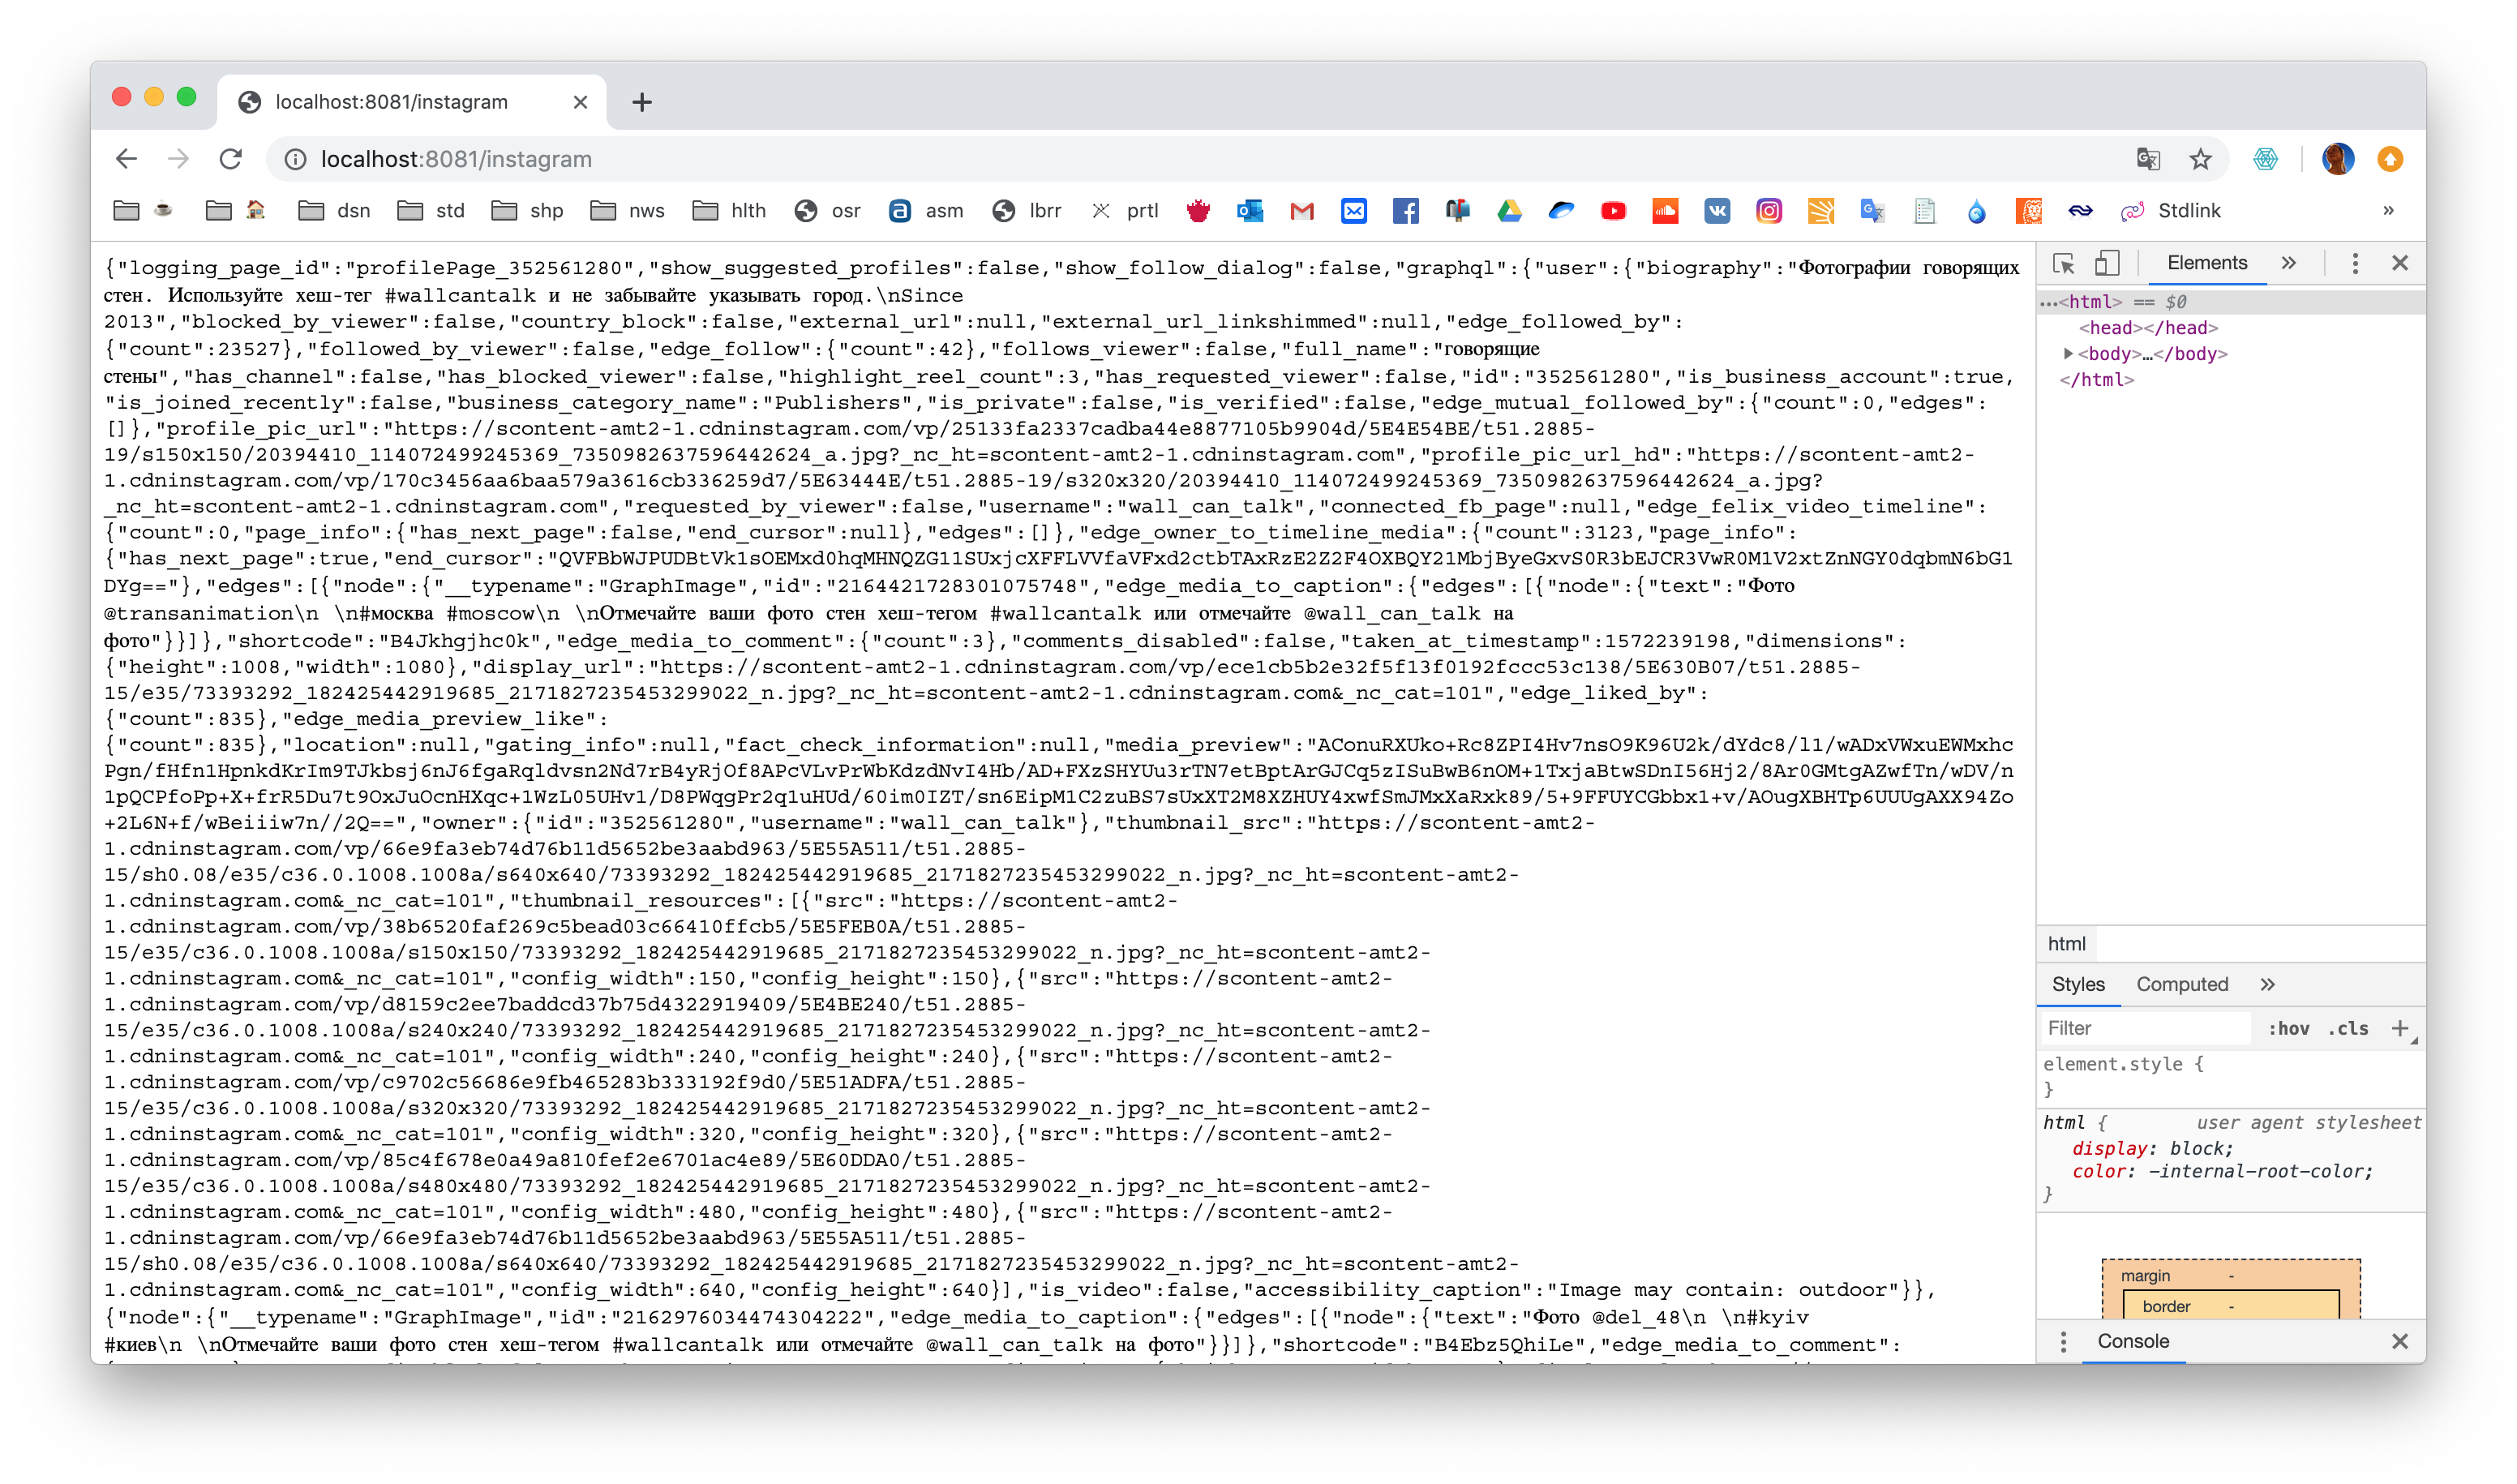 localhost:8081/instagram
localhost:8081/instagram
dsn std shp nws hlth osr asm lbrr prtl Stdlink »
{"logging_page_id":"profilePage_352561280","show_suggested_profiles":false,"show_follow_dialog":false,"graphql":{"user":{"biography":"Фотографии говорящих
стен. Используйте хеш-тег #wallcantalk и не забывайте указывать город.\nSince
2013","blocked_by_viewer":false,"country_block":false,"external_url":null,"external_url_linkshimmed":null,"edge_followed_by":
{"count":23527},"followed_by_viewer":false,"edge_follow":{"count":42},"follows_viewer":false,"full_name":"говорящие
стены","has_channel":false,"has_blocked_viewer":false,"highlight_reel_count":3,"has_requested_viewer":false,"id":"352561280","is_business_account":true,
"is_joined_recently":false,"business_category_name":"Publishers","is_private":false,"is_verified":false,"edge_mutual_followed_by":{"count":0,"edges":
[]},"profile_pic_url":"https://scontent-amt2-1.cdninstagram.com/vp/25133fa2337cadba44e8877105b9904d/5E4E54BE/t51.2885-
19/s150x150/20394410_114072499245369_7350982637596442624_a.jpg?_nc_ht=scontent-amt2-1.cdninstagram.com","profile_pic_url_hd":"https://scontent-amt2-
1.cdninstagram.com/vp/170c3456aa6baa579a3616cb336259d7/5E63444E/t51.2885-19/s320x320/20394410_114072499245369_7350982637596442624_a.jpg?
_nc_ht=scontent-amt2-1.cdninstagram.com","requested_by_viewer":false,"username":"wall_can_talk","connected_fb_page":null,"edge_felix_video_timeline":
{"count":0,"page_info":{"has_next_page":false,"end_cursor":null},"edges":[]},"edge_owner_to_timeline_media":{"count":3123,"page_info":
{"has_next_page":true,"end_cursor":"QVFBbWJPUDBtVk1sOEMxd0hqMHNQZG11SUxjcXFFLVVfaVFxd2ctbTAxRzE2Z2F4OXBQY21MbjByeGxvS0R3bEJCR3VwR0M1V2xtZnNGY0dqbmN6bG1
DYg=="},"edges":[{"node":{"__typename":"GraphImage","id":"2164421728301075748","edge_media_to_caption":{"edges":[{"node":{"text":"Фото
@transanimation\n \n#москва #moscow\n \nОтмечайте ваши фото стен хеш-тегом #wallcantalk или отмечайте @wall_can_talk на
фото"}}]},"shortcode":"B4Jkhgjhc0k","edge_media_to_comment":{"count":3},"comments_disabled":false,"taken_at_timestamp":1572239198,"dimensions":
{"height":1008,"width":1080},"display_url":"https://scontent-amt2-1.cdninstagram.com/vp/ece1cb5b2e32f5f13f0192fccc53c138/5E630B07/t51.2885-
15/e35/73393292_182425442919685_2171827235453299022_n.jpg?_nc_ht=scontent-amt2-1.cdninstagram.com&_nc_cat=101","edge_liked_by":
{"count":835},"edge_media_preview_like":
{"count":835},"location":null,"gating_info":null,"fact_check_information":null,"media_preview":"AConuRXUko+Rc8ZPI4Hv7nsO9K96U2k/dYdc8/l1/wADxVWxuEWMxhc
Pgn/fHfn1HpnkdKrIm9TJkbsj6nJ6fgaRqldvsn2Nd7rB4yRjOf8APcVLvPrWbKdzdNvI4Hb/AD+FXzSHYUu3rTN7etBptArGJCq5zISuBwB6nOM+1TxjaBtwSDnI56Hj2/8Ar0GMtgAZwfTn/wDV/n
1pQCPfoPp+X+frR5Du7t9OxJuOcnHXqc+1WzL05UHv1/D8PWqgPr2q1uHUd/60im0IZT/sn6EipM1C2zuBS7sUxXT2M8XZHUY4xwfSmJMxXaRxk89/5+9FFUYCGbbx1+v/AOugXBHTp6UUUgAXX94Zo
+2L6N+f/wBeiiiw7n//2Q==","owner":{"id":"352561280","username":"wall_can_talk"},"thumbnail_src":"https://scontent-amt2-
1.cdninstagram.com/vp/66e9fa3eb74d76b11d5652be3aabd963/5E55A511/t51.2885-
15/sh0.08/e35/c36.0.1008.1008a/s640x640/73393292_182425442919685_2171827235453299022_n.jpg?_nc_ht=scontent-amt2-
1.cdninstagram.com&_nc_cat=101","thumbnail_resources":[{"src":"https://scontent-amt2-
1.cdninstagram.com/vp/38b6520faf269c5bead03c66410ffcb5/5E5FEB0A/t51.2885-
15/e35/c36.0.1008.1008a/s150x150/73393292_182425442919685_2171827235453299022_n.jpg?_nc_ht=scontent-amt2-
1.cdninstagram.com&_nc_cat=101","config_width":150,"config_height":150},{"src":"https://scontent-amt2-
1.cdninstagram.com/vp/d8159c2ee7baddcd37b75d4322919409/5E4BE240/t51.2885-
15/e35/c36.0.1008.1008a/s240x240/73393292_182425442919685_2171827235453299022_n.jpg?_nc_ht=scontent-amt2-
1.cdninstagram.com&_nc_cat=101","config_width":240,"config_height":240},{"src":"https://scontent-amt2-
1.cdninstagram.com/vp/c9702c56686e9fb465283b333192f9d0/5E51ADFA/t51.2885-
15/e35/c36.0.1008.1008a/s320x320/73393292_182425442919685_2171827235453299022_n.jpg?_nc_ht=scontent-amt2-
1.cdninstagram.com&_nc_cat=101","config_width":320,"config_height":320},{"src":"https://scontent-amt2-
1.cdninstagram.com/vp/85c4f678e0a49a810fef2e6701ac4e89/5E60DDA0/t51.2885-
15/e35/c36.0.1008.1008a/s480x480/73393292_182425442919685_2171827235453299022_n.jpg?_nc_ht=scontent-amt2-
1.cdninstagram.com&_nc_cat=101","config_width":480,"config_height":480},{"src":"https://scontent-amt2-
1.cdninstagram.com/vp/66e9fa3eb74d76b11d5652be3aabd963/5E55A511/t51.2885-
15/sh0.08/e35/c36.0.1008.1008a/s640x640/73393292_182425442919685_2171827235453299022_n.jpg?_nc_ht=scontent-amt2-
1.cdninstagram.com&_nc_cat=101","config_width":640,"config_height":640}],"is_video":false,"accessibility_caption":"Image may contain: outdoor"}},
{"node":{"__typename":"GraphImage","id":"2162976034474304222","edge_media_to_caption":{"edges":[{"node":{"text":"Фото @del_48\n \n#kyiv
#киев\n \nОтмечайте ваши фото стен хеш-тегом #wallcantalk или отмечайте @wall_can_talk на фото"}}]},"shortcode":"B4Ebz5QhiLe","edge_media_to_comment":
Elements »
…<html> == $0
<head></head>
<body>…</body>
</html>
html
Styles Computed »
Filter :hov .cls +
element.style {
}
html { user agent stylesheet
display: block;
color: -internal-root-color;
}
margin -
border -
Console